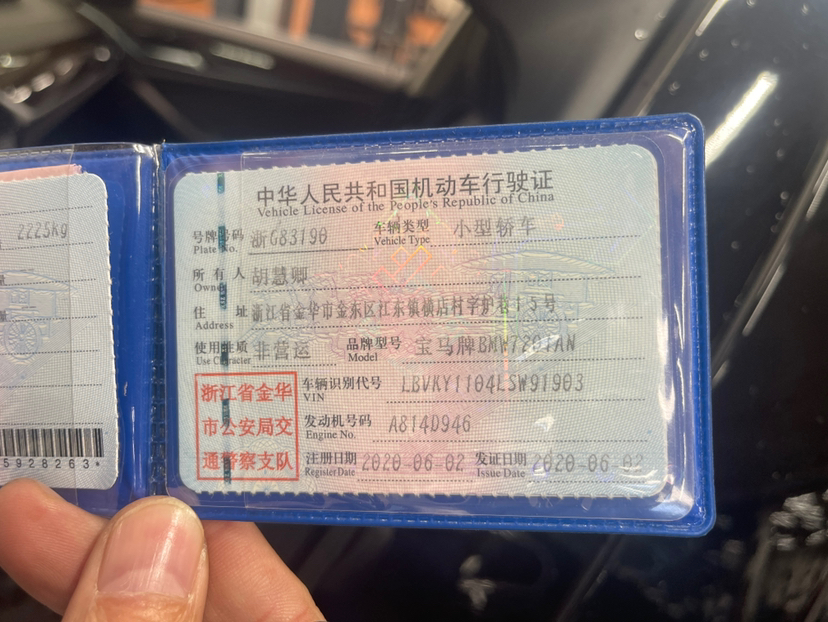 2225kg
5928263*
中华人民共和国机动车行驶证
Vehicle License of the People's Republic of China
号牌号码 浙G83190 车辆类型 小型轿车
Plate No. Vehicle Type
所有人 胡慧卿
Owner
住址 浙江省金华市金东区江东镇横店村字炉巷15号
Address
使用性质 非营运 品牌型号 宝马牌BMW7201AN
Use Character Model
车辆识别代号 LBVKY1104LSW91903
VIN
发动机号码 A814D946
Engine No.
注册日期 2020-06-02 发证日期 2020-06-02
Register Date Issue Date
浙江省金华
市公安局交
通警察支队